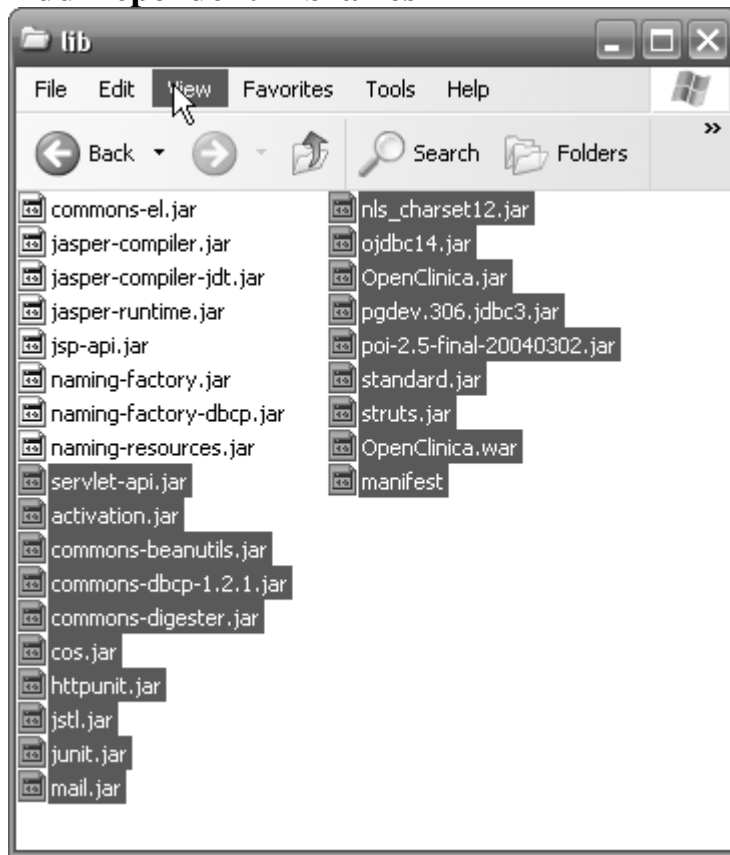 lib
File Edit View Favorites Tools Help
Back Search Folders »
commons-el.jar
jasper-compiler.jar
jasper-compiler-jdt.jar
jasper-runtime.jar
jsp-api.jar
naming-factory.jar
naming-factory-dbcp.jar
naming-resources.jar
servlet-api.jar
activation.jar
commons-beanutils.jar
commons-dbcp-1.2.1.jar
commons-digester.jar
cos.jar
httpunit.jar
jstl.jar
junit.jar
mail.jar
nls_charset12.jar
ojdbc14.jar
OpenClinica.jar
pgdev.306.jdbc3.jar
poi-2.5-final-20040302.jar
standard.jar
struts.jar
OpenClinica.war
manifest